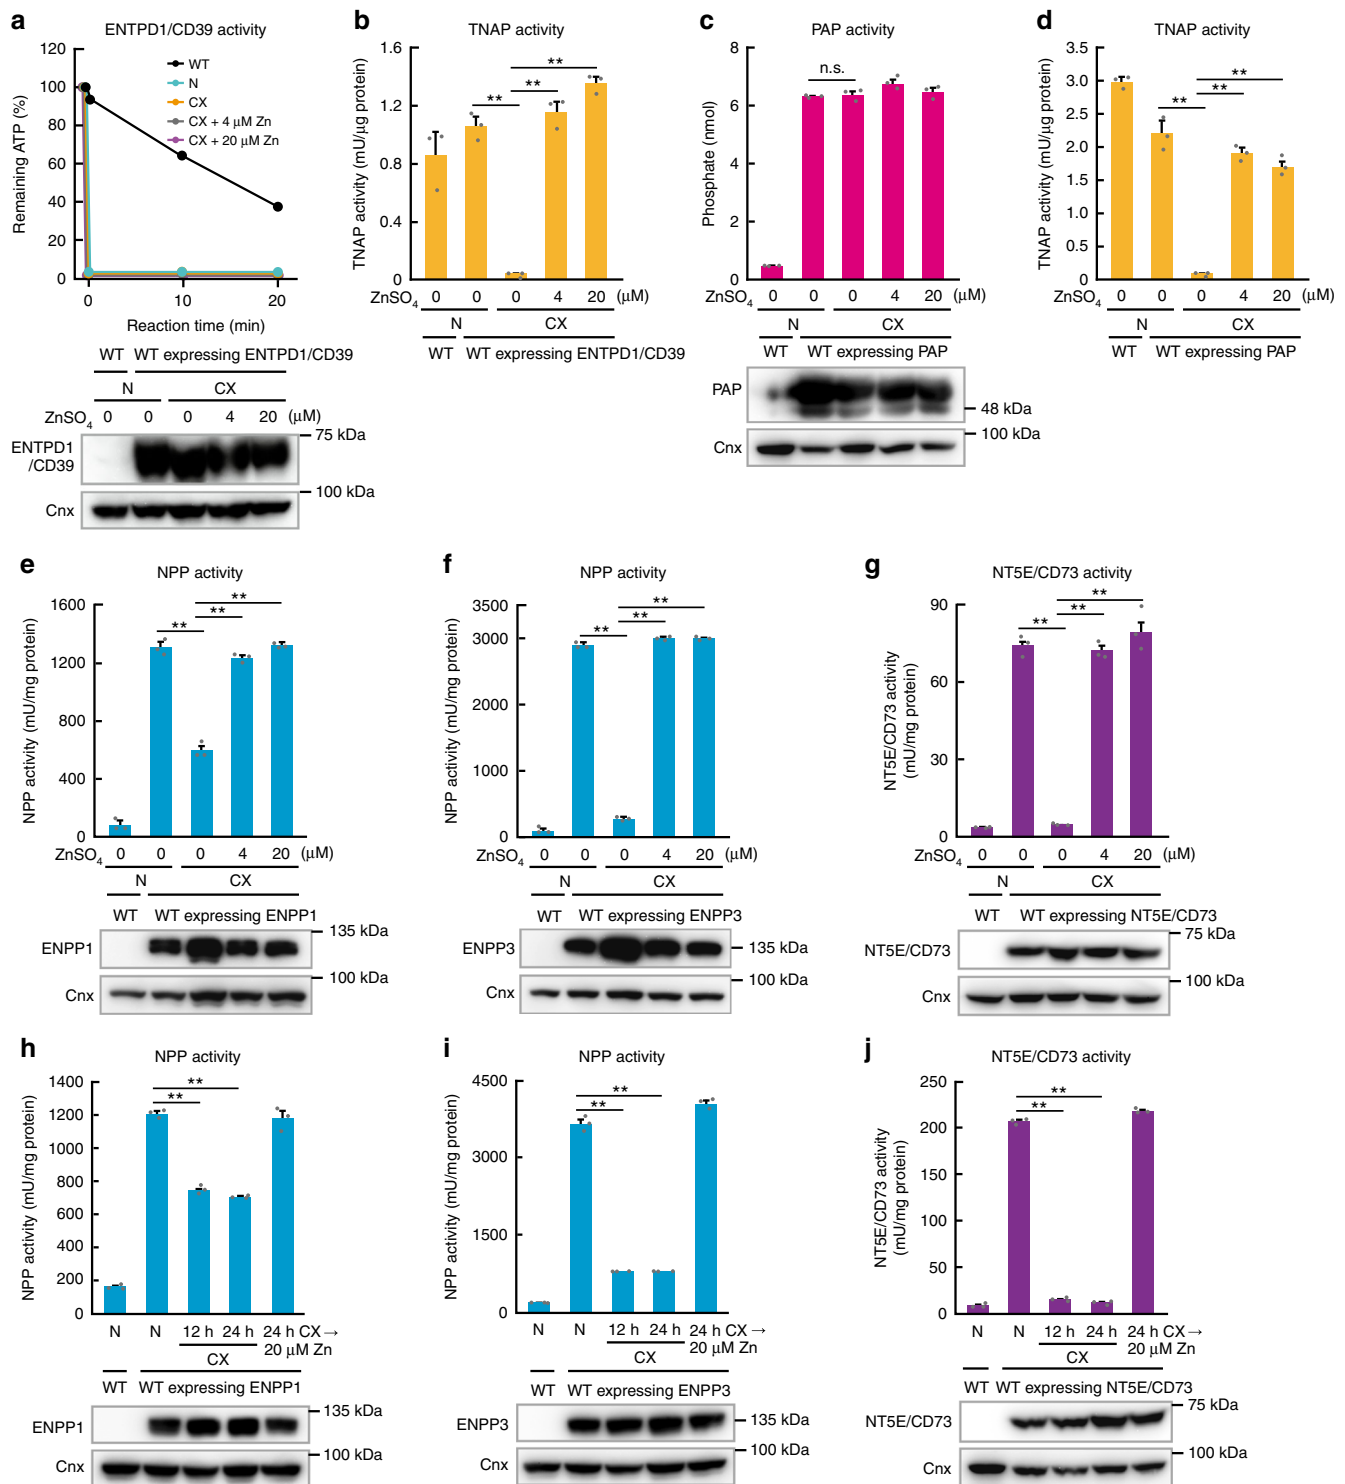 a
ENTPD1/CD39 activity
Remaining ATP (%)
120
100
80
60
40
20
0
WT
N
CX
CX + 4 μM Zn
CX + 20 μM Zn
0 10 20
Reaction time (min)
WT WT expressing ENTPD1/CD39
N CX
ZnSO4 0 0 0 4 20 (μM)
ENTPD1
/CD39
75 kDa
100 kDa
Cnx
b
TNAP activity
TNAP activity (mU/μg protein)
1.6
1.2
0.8
0.4
0
** ** **
ZnSO4 0 0 0 4 20 (μM)
N CX
WT WT expressing ENTPD1/CD39
c
PAP activity
Phosphate (nmol)
8
6
4
2
0
n.s.
ZnSO4 0 0 0 4 20 (μM)
N CX
WT WT expressing PAP
PAP
48 kDa
100 kDa
Cnx
d
TNAP activity
TNAP activity (mU/μg protein)
3.5
3.0
2.5
2.0
1.5
1.0
0.5
0
** ** **
ZnSO4 0 0 0 4 20 (μM)
N CX
WT WT expressing PAP
e
NPP activity
NPP activity (mU/mg protein)
1600
1200
800
400
0
** ** **
ZnSO4 0 0 0 4 20 (μM)
N CX
WT WT expressing ENPP1
ENPP1
135 kDa
100 kDa
Cnx
f
NPP activity
NPP activity (mU/mg protein)
3500
3000
2000
1000
0
** ** **
ZnSO4 0 0 0 4 20 (μM)
N CX
WT WT expressing ENPP3
ENPP3
135 kDa
100 kDa
Cnx
g
NT5E/CD73 activity
NT5E/CD73 activity
(mU/mg protein)
90
60
30
0
** ** **
ZnSO4 0 0 0 4 20 (μM)
N CX
WT WT expressing NT5E/CD73
NT5E/CD73
75 kDa
100 kDa
Cnx
h
NPP activity
NPP activity (mU/mg protein)
1400
1200
1000
800
600
400
200
0
** **
N N 12 h 24 h 24 h CX →
20 μM Zn
CX
WT WT expressing ENPP1
ENPP1
135 kDa
100 kDa
Cnx
i
NPP activity
NPP activity (mU/mg protein)
4500
3000
1500
0
** **
N N 12 h 24 h 24 h CX →
20 μM Zn
CX
WT WT expressing ENPP3
ENPP3
135 kDa
100 kDa
Cnx
j
NT5E/CD73 activity
NT5E/CD73 activity
(mU/mg protein)
250
200
150
100
50
0
** **
N N 12 h 24 h 24 h CX →
20 μM Zn
CX
WT WT expressing NT5E/CD73
NT5E/CD73
75 kDa
100 kDa
Cnx